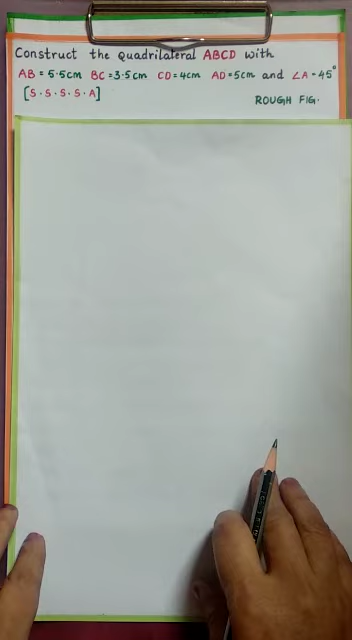 Construct the Quadrilateral ABCD with
AB = 5·5cm BC = 3·5cm CD = 4cm AD = 5cm and ∠A = 45°
[S·S·S·S·A]
ROUGH FIG.